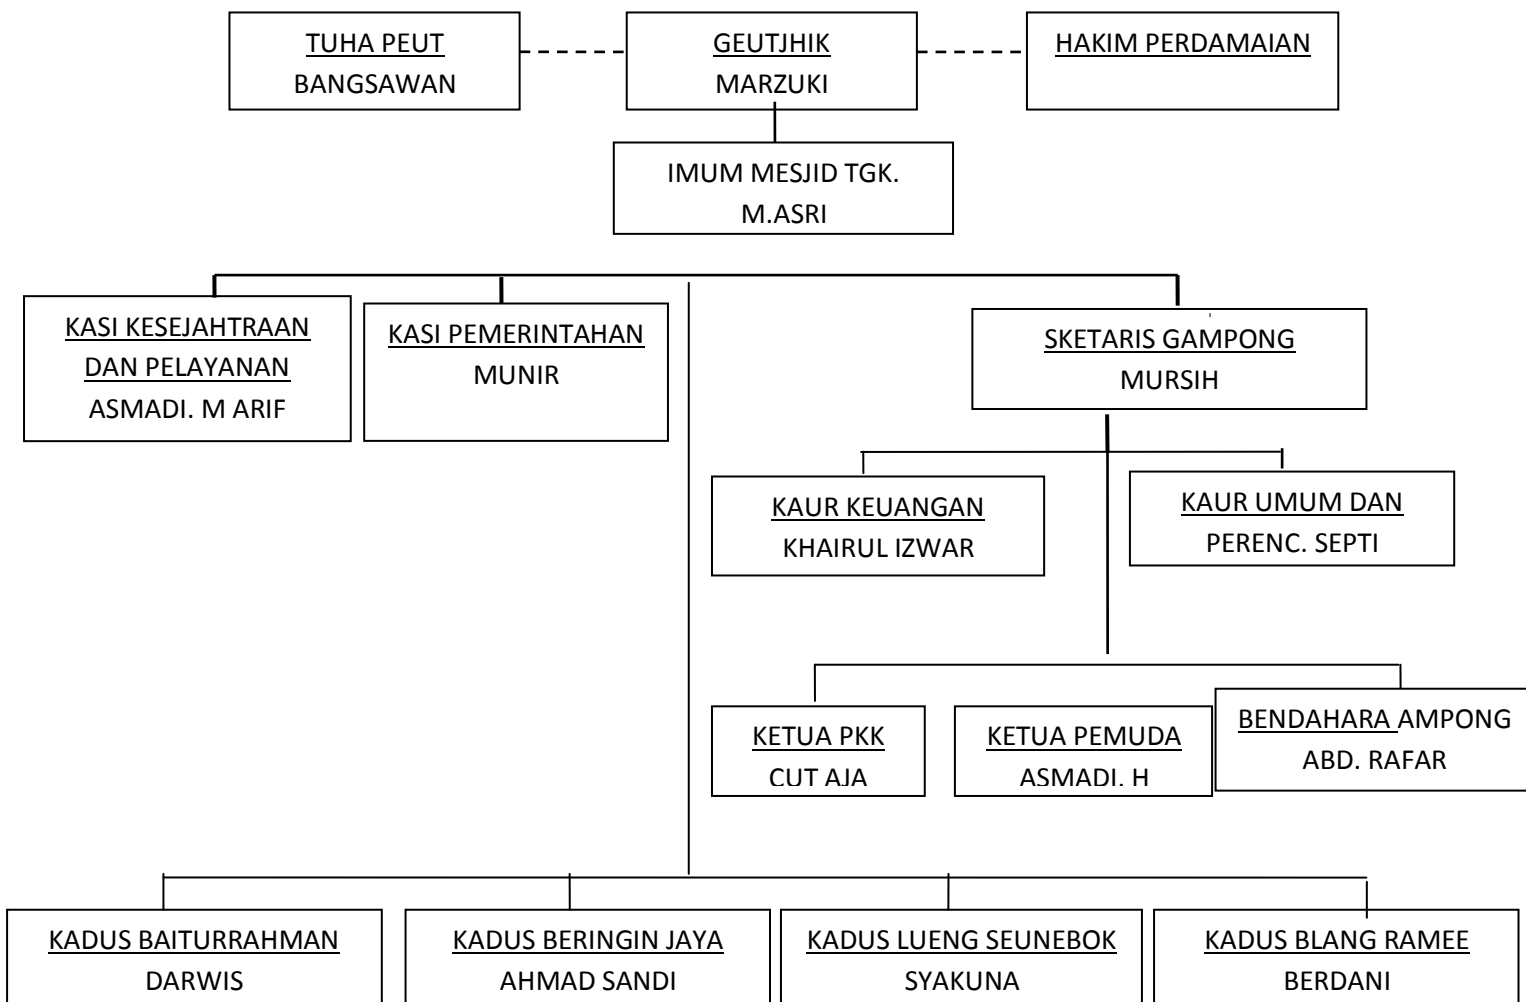 TUHA PEUT
BANGSAWAN
GEUTJHIK
MARZUKI
HAKIM PERDAMAIAN
IMUM MESJID TGK.
M.ASRI
KASI KESEJAHTRAAN
DAN PELAYANAN
ASMADI. M ARIF
KASI PEMERINTAHAN
MUNIR
SKETARIS GAMPONG
MURSIH
KAUR KEUANGAN
KHAIRUL IZWAR
KAUR UMUM DAN
PERENC. SEPTI
KETUA PKK
CUT AJA
KETUA PEMUDA
ASMADI. H
BENDAHARA AMPONG
ABD. RAFAR
KADUS BAITURRAHMAN
DARWIS
KADUS BERINGIN JAYA
AHMAD SANDI
KADUS LUENG SEUNEBOK
SYAKUNA
KADUS BLANG RAMEE
BERDANI